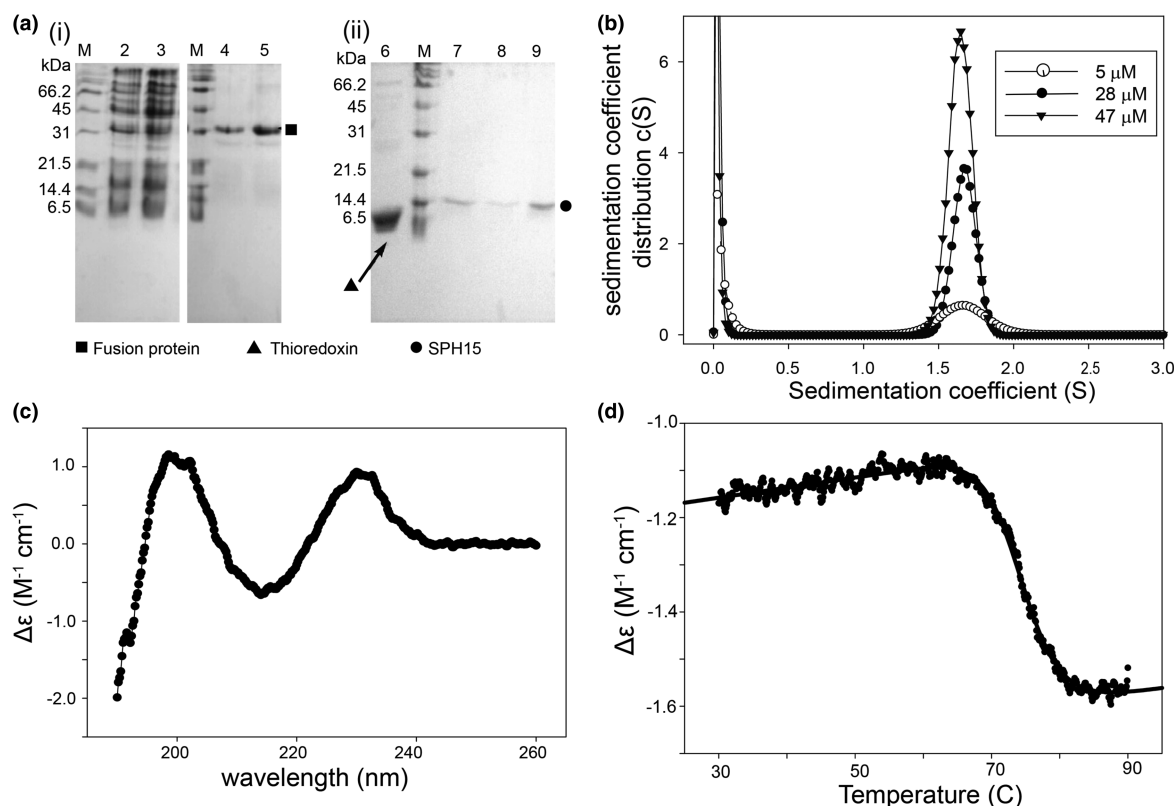 (a)
(i)
M 2 3 M 4 5
kDa
66.2
45
31
21.5
14.4
6.5
(ii)
6 M 7 8 9
kDa
66.2
45
31
21.5
14.4
6.5
Fusion protein
Thioredoxin
SPH15
(b)
sedimentation coefficient
distribution c(S)
6
4
2
0
5 μM
28 μM
47 μM
0.0 0.5 1.0 1.5 2.0 2.5 3.0
Sedimentation coefficient (S)
(c)
Δε (M⁻¹ cm⁻¹)
1.0
0.0
-1.0
-2.0
200 220 240 260
wavelength (nm)
(d)
Δε (M⁻¹ cm⁻¹)
-1.0
-1.2
-1.4
-1.6
30 50 70 90
Temperature (C)